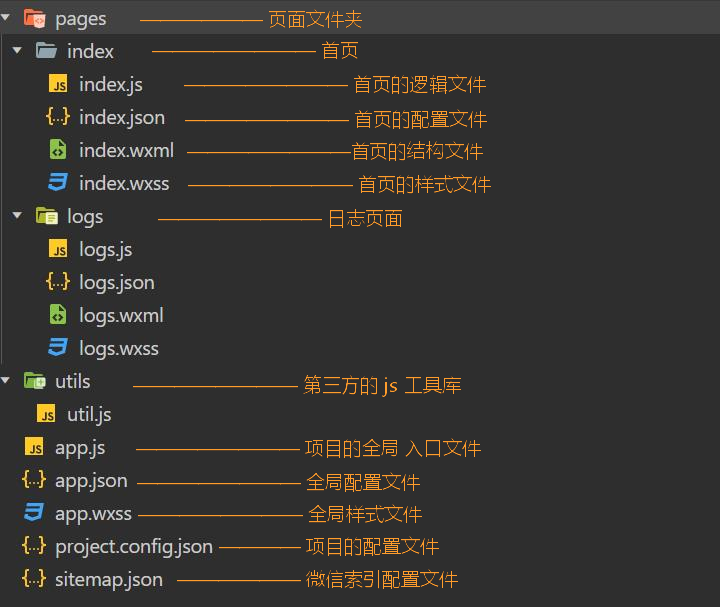 pages ———————— 页面文件夹
index ———————— 首页
index.js ———————— 首页的逻辑文件
index.json ———————— 首页的配置文件
index.wxml ———————— 首页的结构文件
index.wxss ———————— 首页的样式文件
logs ———————— 日志页面
logs.js
logs.json
logs.wxml
logs.wxss
utils ———————— 第三方的 js 工具库
util.js
app.js ———————— 项目的全局 入口文件
app.json ———————— 全局配置文件
app.wxss ———————— 全局样式文件
project.config.json ———— 项目的配置文件
sitemap.json —————— 微信索引配置文件